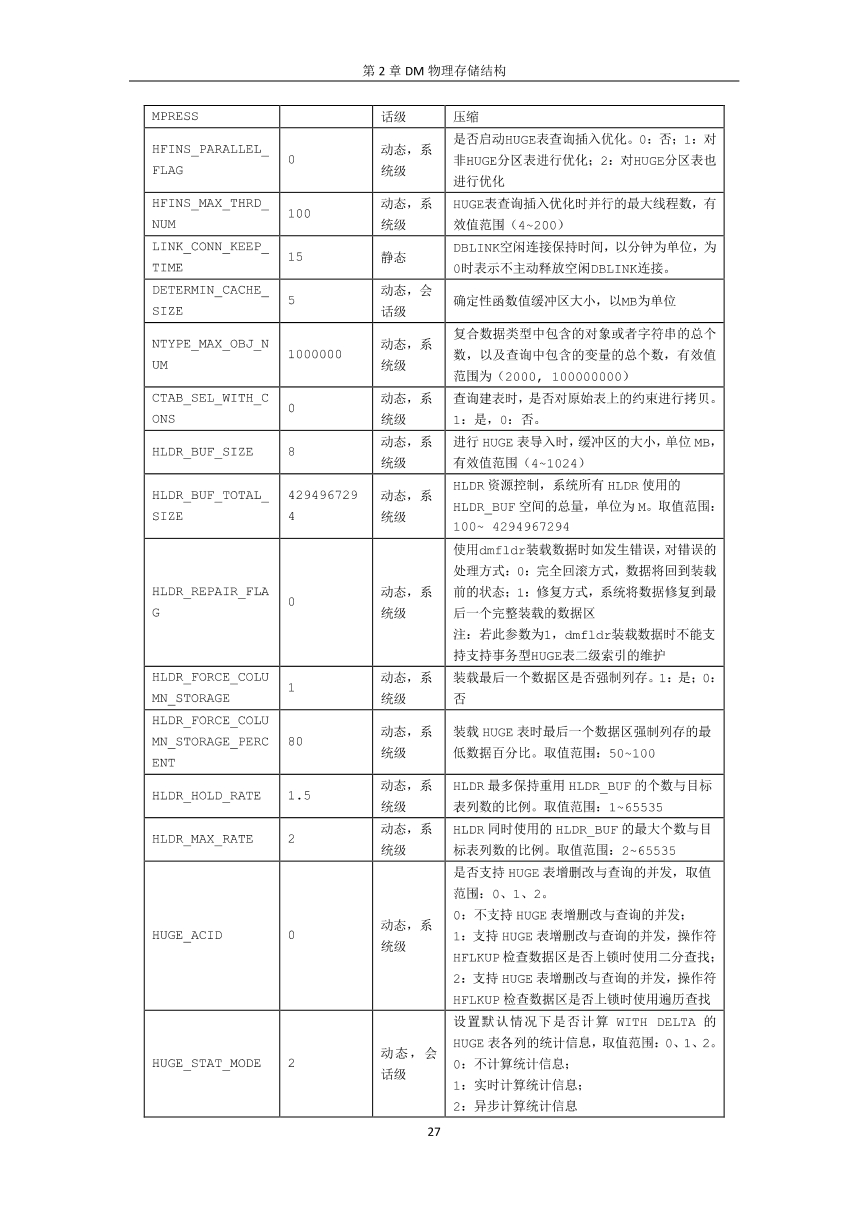 第 2 章 DM 物理存储结构
MPRESS 话级 压缩
HFINS_PARALLEL_
FLAG
0
动态，系
统级
是否启动HUGE表查询插入优化。0：否；1：对
非HUGE分区表进行优化；2：对HUGE分区表也
进行优化
HFINS_MAX_THRD_
NUM
100
动态，系
统级
HUGE表查询插入优化时并行的最大线程数，有
效值范围（4~200）
LINK_CONN_KEEP_
TIME
15
静态
DBLINK空闲连接保持时间，以分钟为单位，为
0时表示不主动释放空闲DBLINK连接。
DETERMIN_CACHE_
SIZE
5
动态，会
话级
确定性函数值缓冲区大小，以MB为单位
NTYPE_MAX_OBJ_N
UM
1000000
动态，系
统级
复合数据类型中包含的对象或者字符串的总个
数，以及查询中包含的变量的总个数，有效值
范围为（2000, 100000000）
CTAB_SEL_WITH_C
ONS
0
动态，系
统级
查询建表时，是否对原始表上的约束进行拷贝。
1：是，0：否。
HLDR_BUF_SIZE
8
动态，系
统级
进行 HUGE 表导入时，缓冲区的大小，单位 MB，
有效值范围（4~1024）
HLDR_BUF_TOTAL_
SIZE
429496729
4
动态，系
统级
HLDR 资源控制，系统所有 HLDR 使用的
HLDR_BUF 空间的总量，单位为 M。取值范围：
100~ 4294967294
HLDR_REPAIR_FLA
G
0
动态，系
统级
使用dmfldr装载数据时如发生错误，对错误的
处理方式：0：完全回滚方式，数据将回到装载
前的状态；1：修复方式，系统将数据修复到最
后一个完整装载的数据区
注：若此参数为1，dmfldr装载数据时不能支
持支持事务型HUGE表二级索引的维护
HLDR_FORCE_COLU
MN_STORAGE
1
动态，系
统级
装载最后一个数据区是否强制列存。1：是；0：
否
HLDR_FORCE_COLU
MN_STORAGE_PERC
ENT
80
动态，系
统级
装载 HUGE 表时最后一个数据区强制列存的最
低数据百分比。取值范围：50~100
HLDR_HOLD_RATE
1.5
动态，系
统级
HLDR 最多保持重用 HLDR_BUF 的个数与目标
表列数的比例。取值范围：1~65535
HLDR_MAX_RATE
2
动态，系
统级
HLDR 同时使用的 HLDR_BUF 的最大个数与目
标表列数的比例。取值范围：2~65535
HUGE_ACID
0
动态，系
统级
是否支持 HUGE 表增删改与查询的并发，取值
范围：0、1、2。
0：不支持 HUGE 表增删改与查询的并发；
1：支持 HUGE 表增删改与查询的并发，操作符
HFLKUP 检查数据区是否上锁时使用二分查找；
2：支持 HUGE 表增删改与查询的并发，操作符
HFLKUP 检查数据区是否上锁时使用遍历查找
HUGE_STAT_MODE
2
动态，会
话级
设置默认情况下是否计算 WITH DELTA 的
HUGE 表各列的统计信息，取值范围：0、1、2。
0：不计算统计信息；
1：实时计算统计信息；
2：异步计算统计信息
27